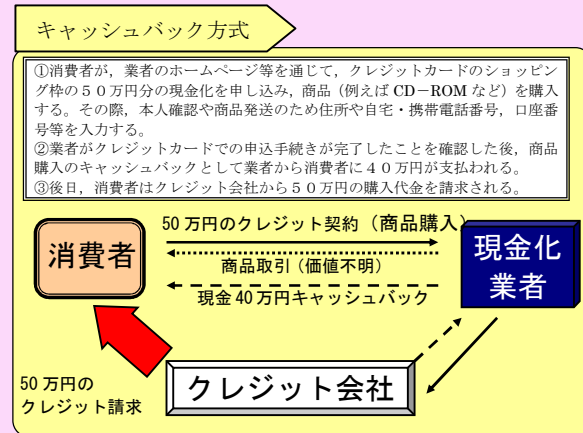 キャッシュバック方式
①消費者が，業者のホームページ等を通じて，クレジットカードのショッピン
グ枠の５０万円分の現金化を申し込み，商品（例えば CD－ROM など）を購入
する。その際，本人確認や商品発送のため住所や自宅・携帯電話番号，口座番
号等を入力する。
②業者がクレジットカードでの申込手続きが完了したことを確認した後，商品
購入のキャッシュバックとして業者から消費者に４０万円が支払われる。
③後日，消費者はクレジット会社から５０万円の購入代金を請求される。
50 万円のクレジット契約（商品購入）
消費者
商品取引（価値不明）
現金 40 万円キャッシュバック
現金化
業者
50 万円の
クレジット請求
クレジット会社